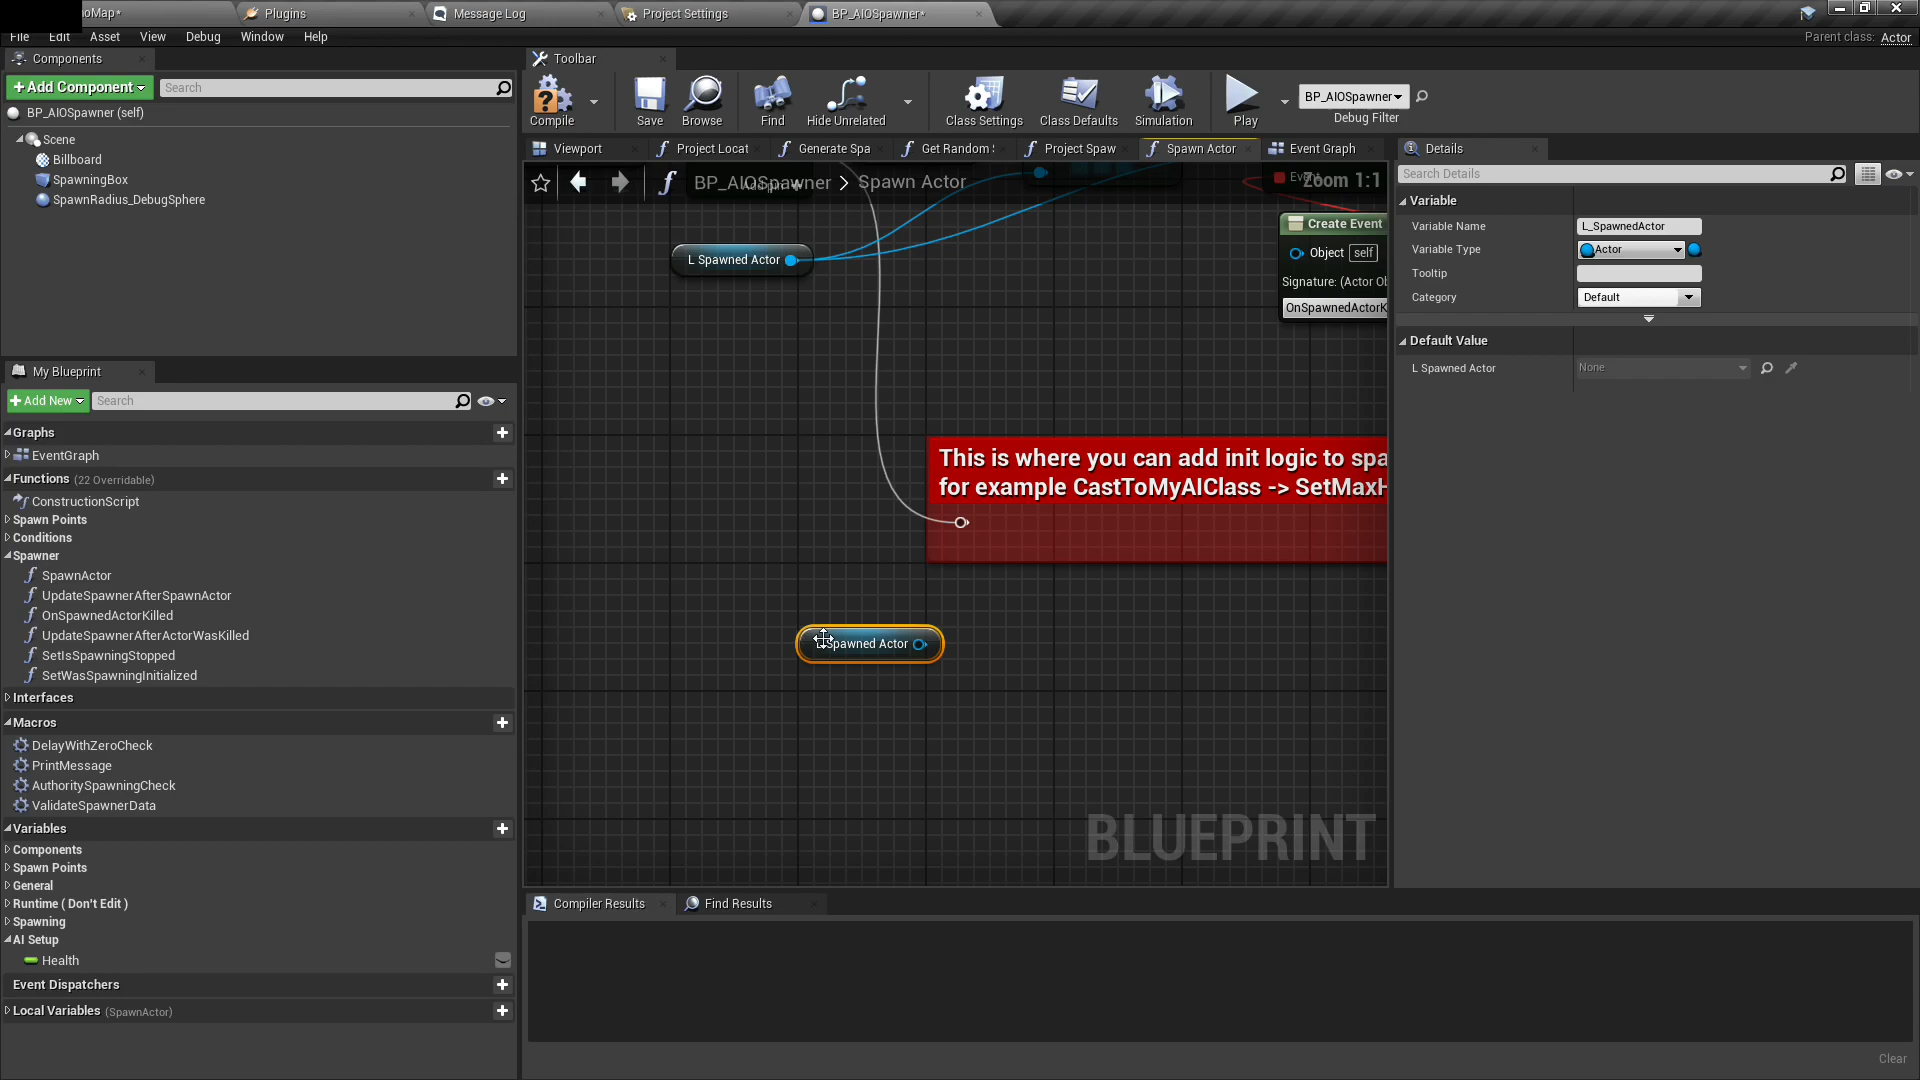 oMap*
Plugins
Message Log
Project Settings
BP_AIOSpawner*
File Edit Asset View Debug Window Help
Parent class: Actor
Components
Toolbar
+ Add Component
Search
BP_AIOSpawner (self)
Scene
Billboard
SpawningBox
SpawnRadius_DebugSphere
Compile
Save
Browse
Find
Hide Unrelated
Class Settings
Class Defaults
Simulation
Play
BP_AIOSpawner
Debug Filter
Viewport
Project Locat
Generate Spa
Get Random
Project Spaw
Spawn Actor
Event Graph
Details
BP_AIOSpawner > Spawn Actor
Zoom 1:1
L Spawned Actor
Create Event
Object self
Signature: (Actor Ob
OnSpawnedActorK
This is where you can add init logic to spa
for example CastToMyAIClass -> SetMaxH
Spawned Actor
BLUEPRINT
Search Details
Variable
Variable Name L_SpawnedActor
Variable Type Actor
Tooltip
Category Default
Default Value
L Spawned Actor None
My Blueprint
+ Add New
Search
Graphs
EventGraph
Functions (22 Overridable)
ConstructionScript
Spawn Points
Conditions
Spawner
SpawnActor
UpdateSpawnerAfterSpawnActor
OnSpawnedActorKilled
UpdateSpawnerAfterActorWasKilled
SetIsSpawningStopped
SetWasSpawningInitialized
Interfaces
Macros
DelayWithZeroCheck
PrintMessage
AuthoritySpawningCheck
ValidateSpawnerData
Variables
Components
Spawn Points
General
Runtime ( Don't Edit )
Spawning
AI Setup
Health
Event Dispatchers
Local Variables (SpawnActor)
Compiler Results
Find Results
Clear